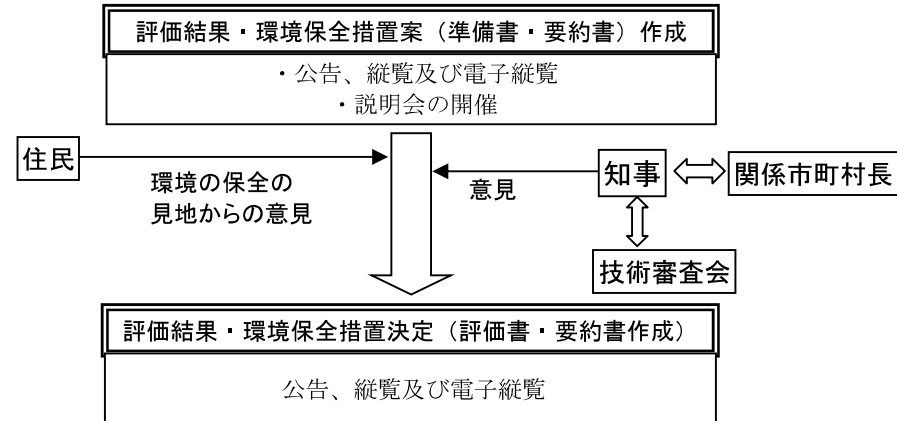 評価結果・環境保全措置案（準備書・要約書）作成
・公告、縦覧及び電子縦覧
・説明会の開催
住民
環境の保全の
見地からの意見
意見
知事
関係市町村長
技術審査会
評価結果・環境保全措置決定（評価書・要約書作成）
公告、縦覧及び電子縦覧